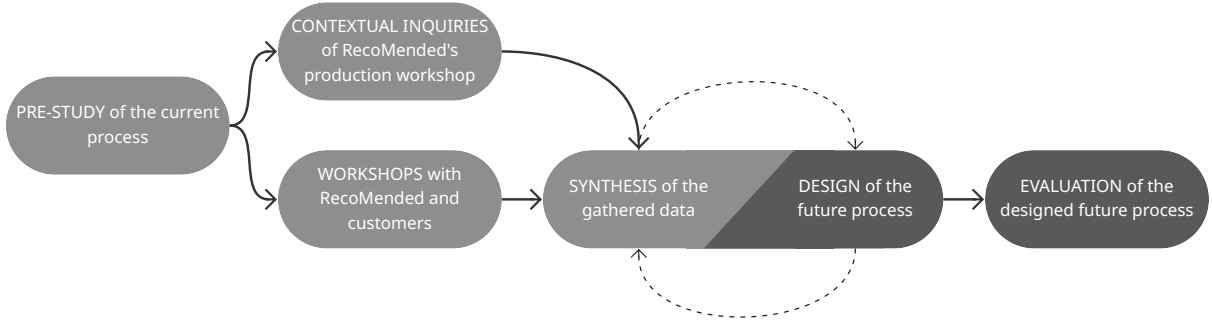 PRE-STUDY of the current
process
CONTEXTUAL INQUIRIES
of RecoMended's
production workshop
WORKSHOPS with
RecoMended and
customers
SYNTHESIS of the
gathered data
DESIGN of the
future process
EVALUATION of the
designed future process